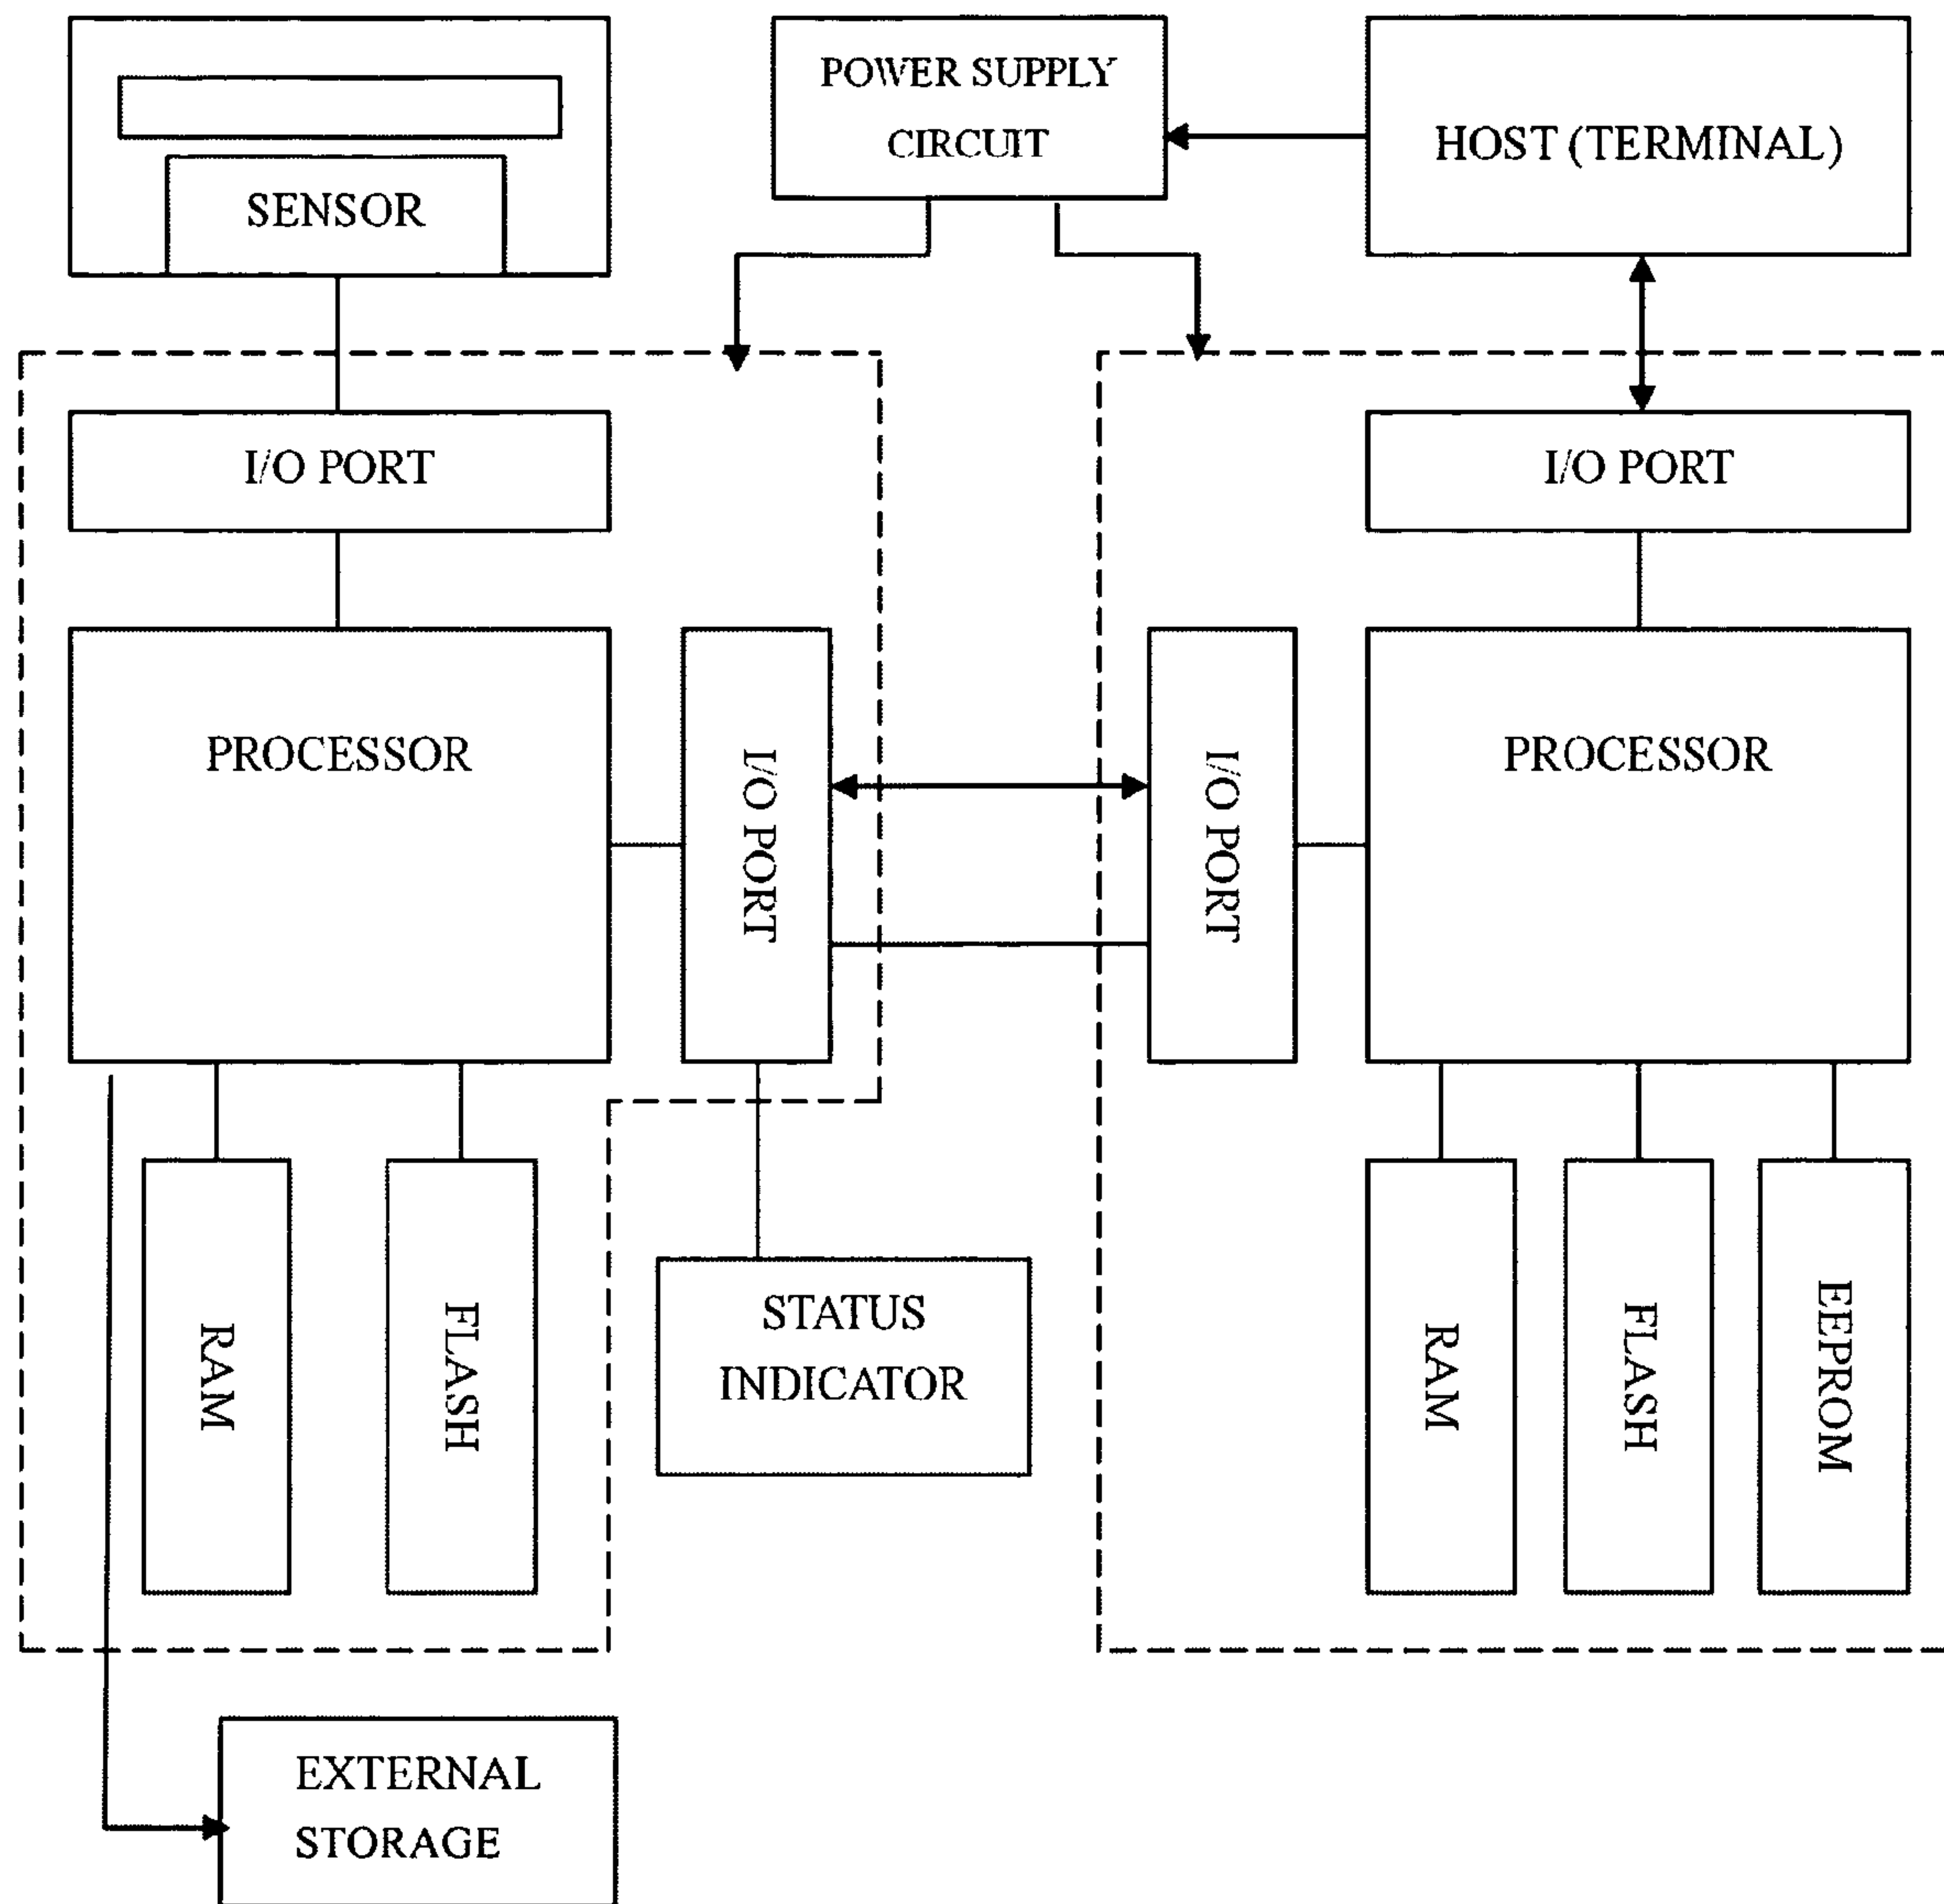 POWER SUPPLY
CIRCUIT
HOST (TERMINAL)
SENSOR
I/O PORT
I/O PORT
PROCESSOR
I/O PORT
I/O PORT
PROCESSOR
RAM
FLASH
STATUS
INDICATOR
RAM
FLASH
EEPROM
EXTERNAL
STORAGE